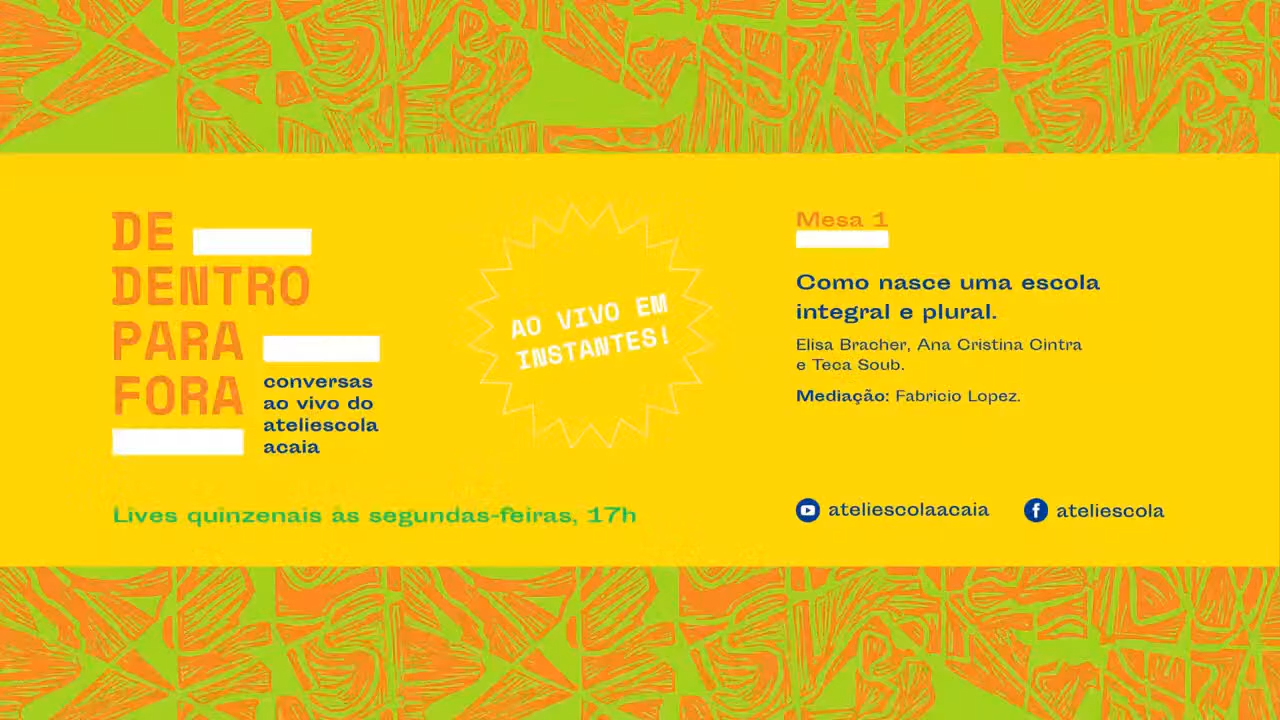 DE
DENTRO
PARA
FORA
conversas
ao vivo do
ateliescola
acaia
Lives quinzenais às segundas-feiras, 17h
AO VIVO EM
INSTANTES!
Mesa 1
Como nasce uma escola
integral e plural.
Elisa Bracher, Ana Cristina Cintra
e Teca Soub.
Mediação: Fabricio Lopez.
ateliescolaacaia
ateliescola